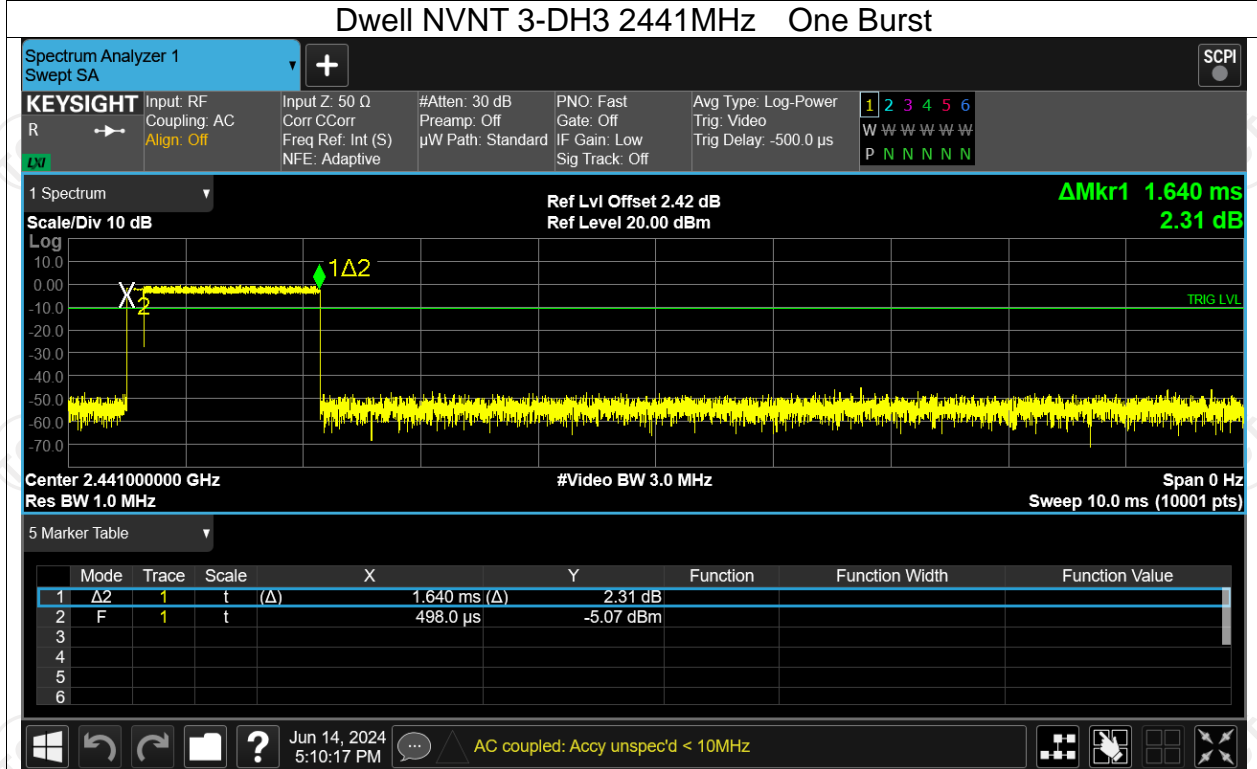 Dwell NVNT 3-DH3 2441MHz One Burst
Spectrum Analyzer 1
Swept SA
+
SCPI
KEYSIGHT
R
LXI
Input: RF
Coupling: AC
Align: Off
Input Z: 50 Ω
Corr CCorr
Freq Ref: Int (S)
NFE: Adaptive
#Atten: 30 dB
Preamp: Off
µW Path: Standard
PNO: Fast
Gate: Off
IF Gain: Low
Sig Track: Off
Avg Type: Log-Power
Trig: Video
Trig Delay: -500.0 µs
1 2 3 4 5 6
W W W W W W
P N N N N N
1 Spectrum
Scale/Div 10 dB
Ref Lvl Offset 2.42 dB
Ref Level 20.00 dBm
ΔMkr1 1.640 ms
2.31 dB
Log
10.0
0.00
-10.0
-20.0
-30.0
-40.0
-50.0
-60.0
-70.0
1Δ2
X
2
TRIG LVL
Center 2.441000000 GHz
#Video BW 3.0 MHz
Span 0 Hz
Res BW 1.0 MHz
Sweep 10.0 ms (10001 pts)
5 Marker Table
Mode Trace Scale X Y Function Function Width Function Value
1 Δ2 1 t (Δ) 1.640 ms (Δ) 2.31 dB
2 F 1 t 498.0 µs -5.07 dBm
3
4
5
6
?
Jun 14, 2024
5:10:17 PM
AC coupled: Accy unspec'd < 10MHz